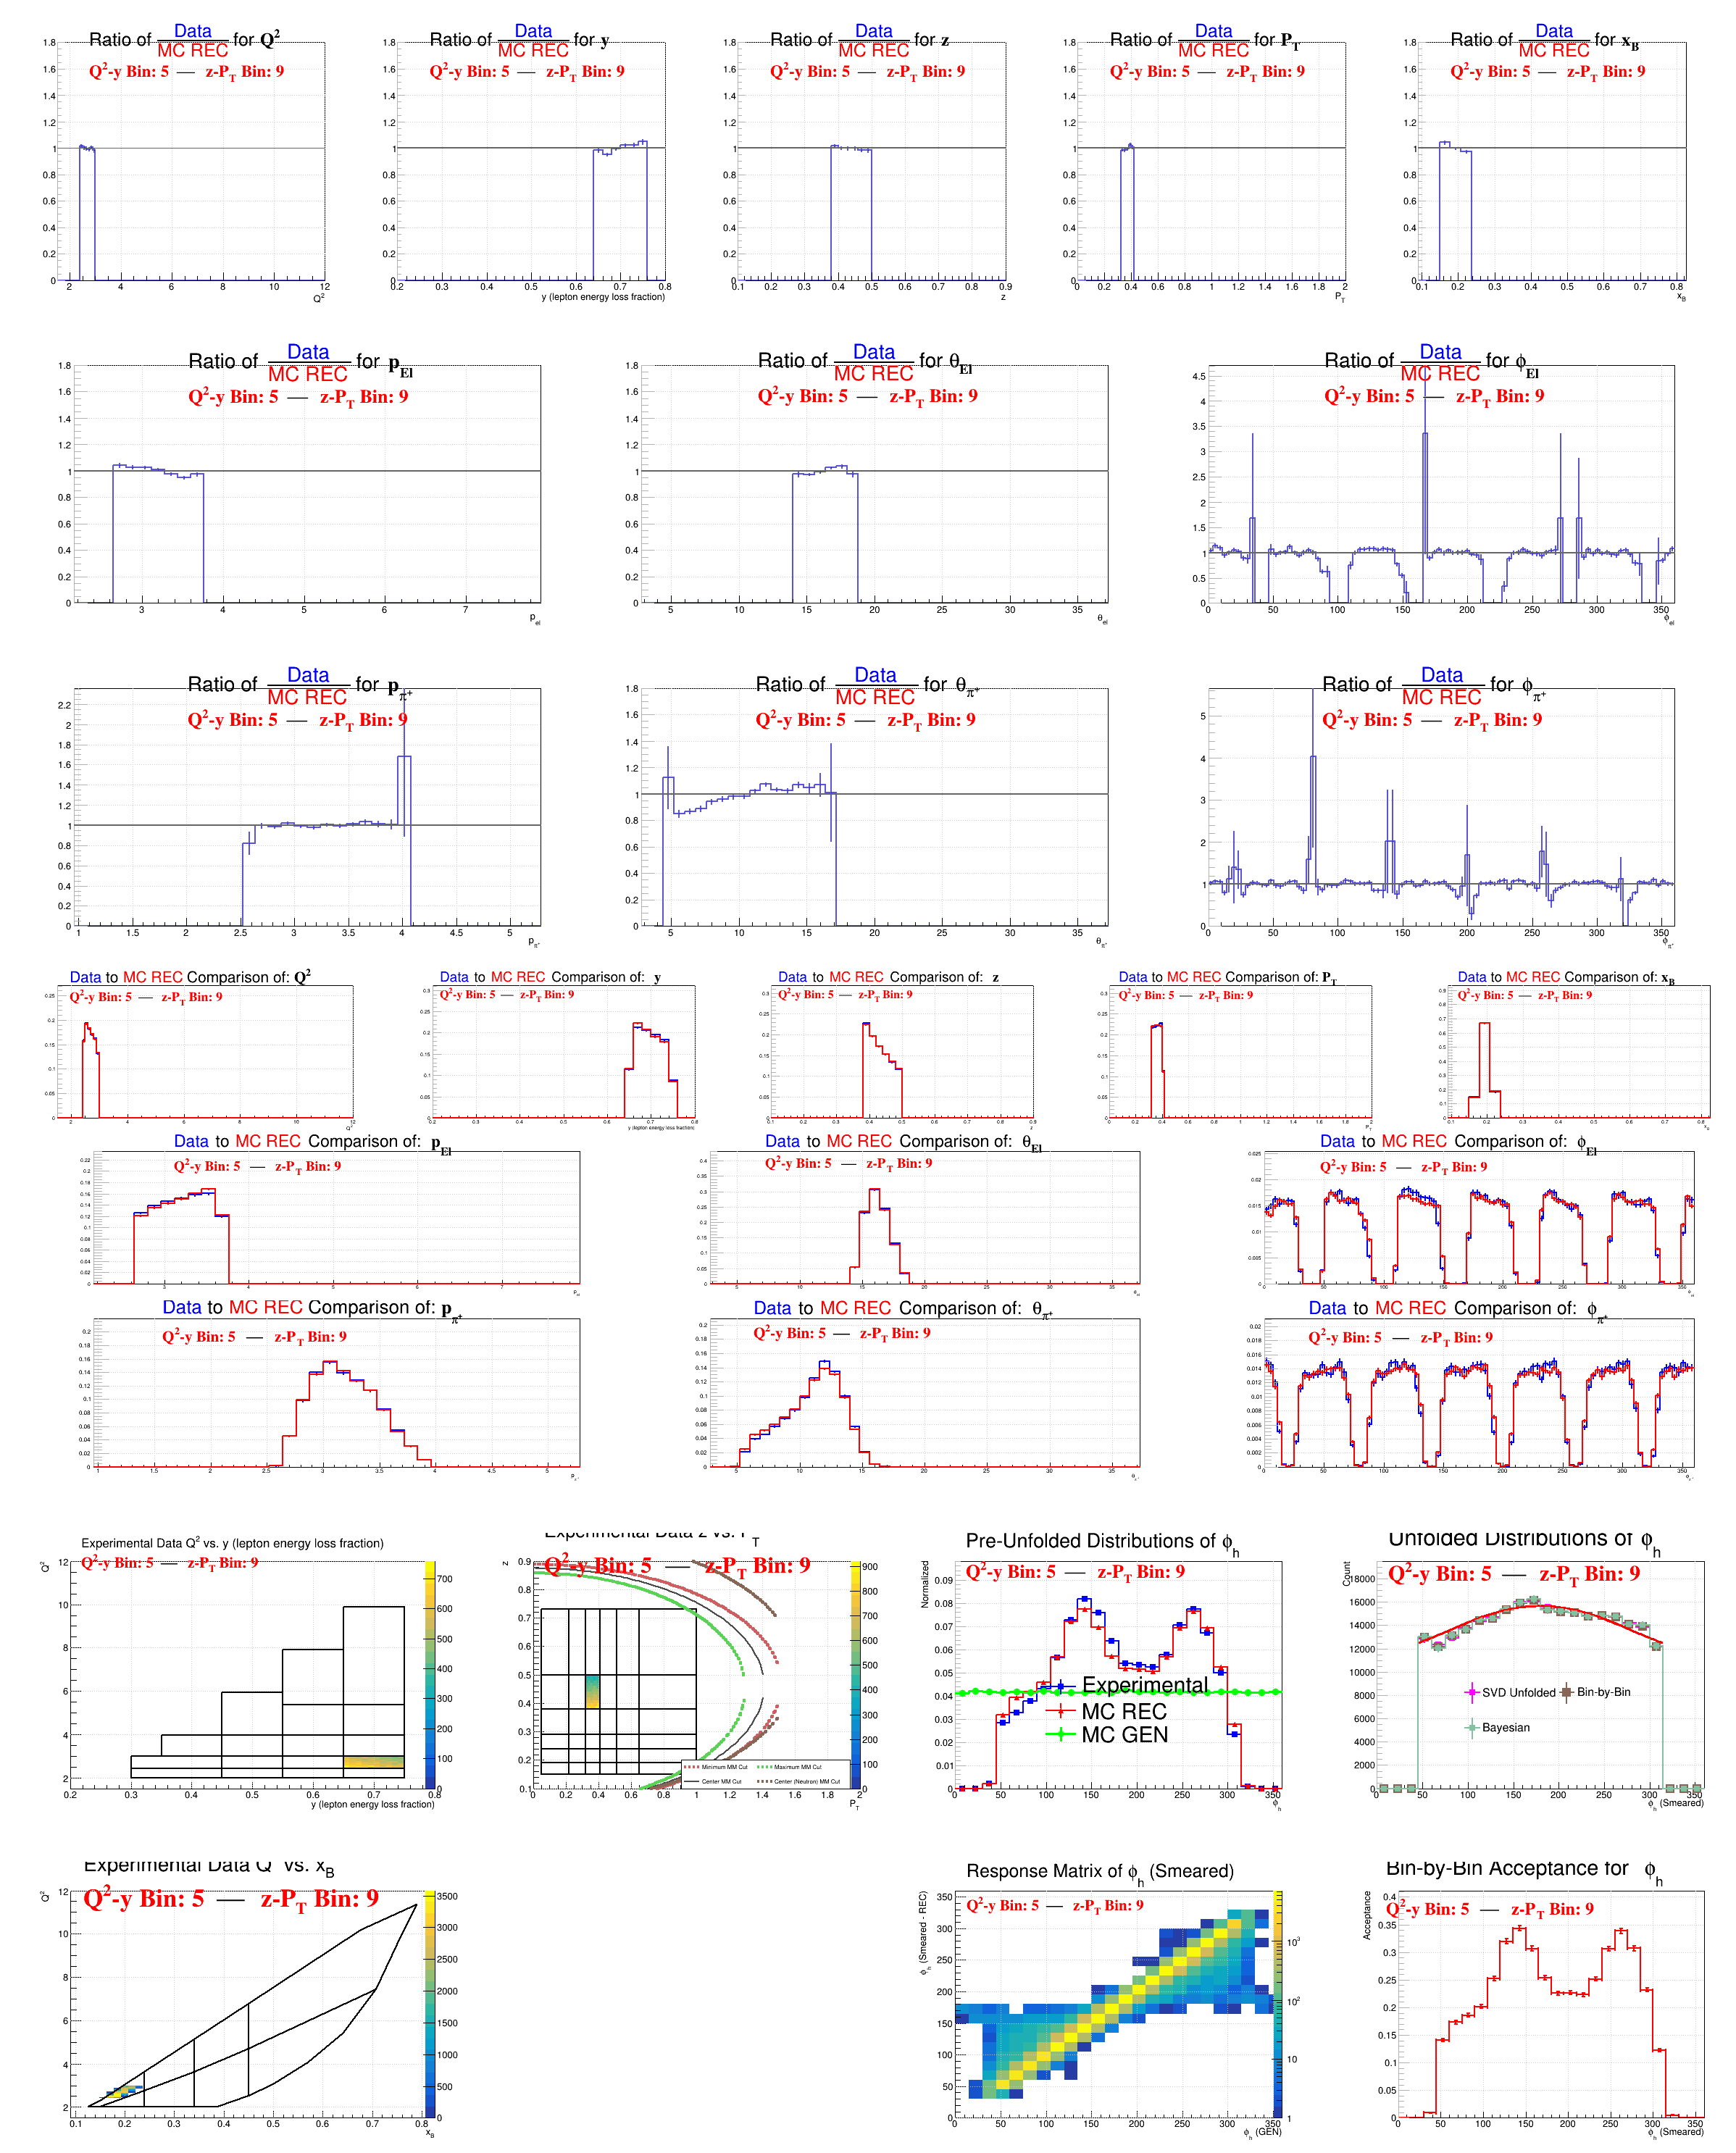 Ratio of Data/MC REC for Q²
Q²-y Bin: 5 — z-P_T Bin: 9
Q²
Ratio of Data/MC REC for y
Q²-y Bin: 5 — z-P_T Bin: 9
y (lepton energy loss fraction)
Ratio of Data/MC REC for z
Q²-y Bin: 5 — z-P_T Bin: 9
z
Ratio of Data/MC REC for P_T
Q²-y Bin: 5 — z-P_T Bin: 9
P_T
Ratio of Data/MC REC for x_B
Q²-y Bin: 5 — z-P_T Bin: 9
x_B
Ratio of Data/MC REC for p_El
Q²-y Bin: 5 — z-P_T Bin: 9
p_el
Ratio of Data/MC REC for θ_El
Q²-y Bin: 5 — z-P_T Bin: 9
θ_el
Ratio of Data/MC REC for ϕ_El
Q²-y Bin: 5 — z-P_T Bin: 9
ϕ_el
Ratio of Data/MC REC for p_π⁺
Q²-y Bin: 5 — z-P_T Bin: 9
p_π⁺
Ratio of Data/MC REC for θ_π⁺
Q²-y Bin: 5 — z-P_T Bin: 9
θ_π⁺
Ratio of Data/MC REC for ϕ_π⁺
Q²-y Bin: 5 — z-P_T Bin: 9
ϕ_π⁺
Data to MC REC Comparison of: Q²
Q²-y Bin: 5 — z-P_T Bin: 9
Data to MC REC Comparison of: y
Q²-y Bin: 5 — z-P_T Bin: 9
y (lepton energy loss fraction)
Data to MC REC Comparison of: z
Q²-y Bin: 5 — z-P_T Bin: 9
Data to MC REC Comparison of: P_T
Q²-y Bin: 5 — z-P_T Bin: 9
Data to MC REC Comparison of: x_B
Q²-y Bin: 5 — z-P_T Bin: 9
Data to MC REC Comparison of: p_El
Q²-y Bin: 5 — z-P_T Bin: 9
Data to MC REC Comparison of: θ_El
Q²-y Bin: 5 — z-P_T Bin: 9
Data to MC REC Comparison of: ϕ_El
Q²-y Bin: 5 — z-P_T Bin: 9
Data to MC REC Comparison of: p_π⁺
Q²-y Bin: 5 — z-P_T Bin: 9
Data to MC REC Comparison of: θ_π⁺
Q²-y Bin: 5 — z-P_T Bin: 9
Data to MC REC Comparison of: ϕ_π⁺
Q²-y Bin: 5 — z-P_T Bin: 9
Experimental Data Q² vs. y (lepton energy loss fraction)
Q²-y Bin: 5 — z-P_T Bin: 9
Q²
y (lepton energy loss fraction)
Experimental Data z vs. P_T
Q²-y Bin: 5 — z-P_T Bin: 9
z
Minimum MM Cut
Maximum MM Cut
Center MM Cut
Center (Neutron) MM Cut
P_T
Pre-Unfolded Distributions of ϕ_h
Q²-y Bin: 5 — z-P_T Bin: 9
Normalized
Experimental
MC REC
MC GEN
ϕ_h
Unfolded Distributions of ϕ_h
Q²-y Bin: 5 — z-P_T Bin: 9
Count
SVD Unfolded
Bin-by-Bin
Bayesian
ϕ_h (Smeared)
Experimental Data Q² vs. x_B
Q²-y Bin: 5 — z-P_T Bin: 9
Q²
x_B
Response Matrix of ϕ_h (Smeared)
Q²-y Bin: 5 — z-P_T Bin: 9
ϕ_h (Smeared - REC)
ϕ_h (GEN)
Bin-by-Bin Acceptance for ϕ_h
Q²-y Bin: 5 — z-P_T Bin: 9
Acceptance
ϕ_h (Smeared)